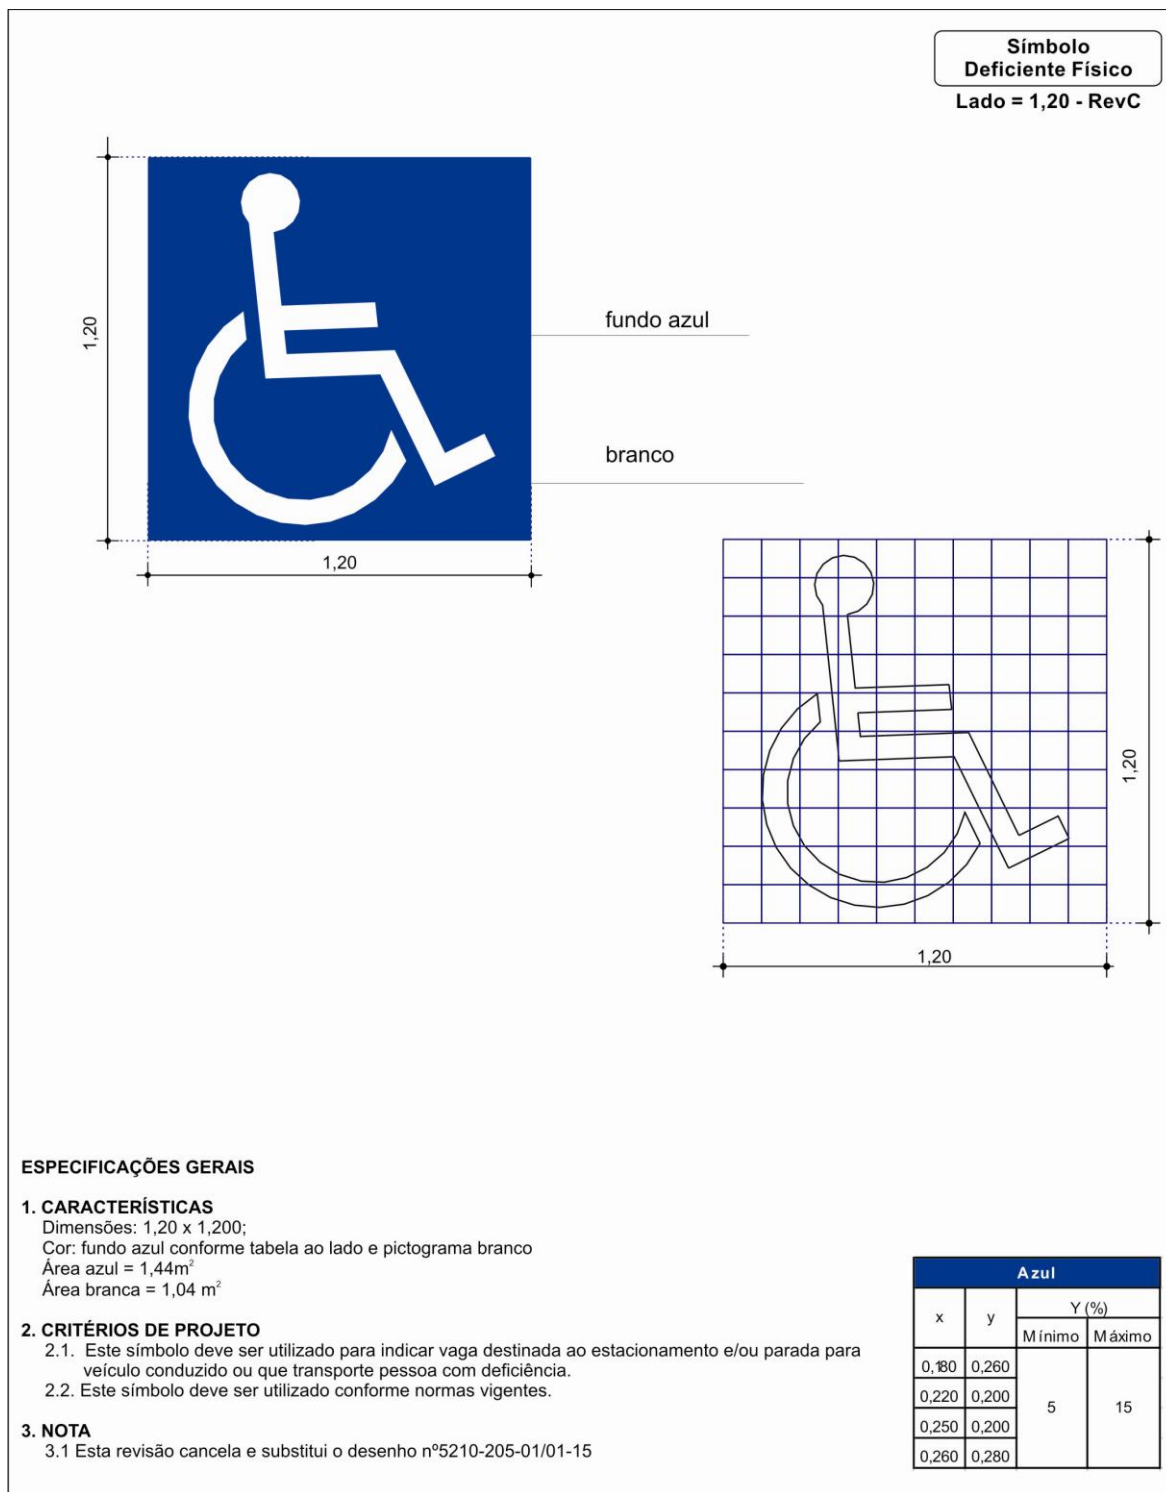 Símbolo
Deficiente Físico
Lado = 1,20 - RevC
1,20
fundo azul
branco
1,20
1,20
1,20
ESPECIFICAÇÕES GERAIS
1. CARACTERÍSTICAS
Dimensões: 1,20 x 1,200;
Cor: fundo azul conforme tabela ao lado e pictograma branco
Área azul = 1,44m²
Área branca = 1,04 m²
2. CRITÉRIOS DE PROJETO
2.1. Este símbolo deve ser utilizado para indicar vaga destinada ao estacionamento e/ou parada para
veículo conduzido ou que transporte pessoa com deficiência.
2.2. Este símbolo deve ser utilizado conforme normas vigentes.
3. NOTA
3.1 Esta revisão cancela e substitui o desenho nº5210-205-01/01-15
Azul
x y Y (%)
Mínimo Máximo
0,180 0,260
0,220 0,200
5 15
0,250 0,200
0,260 0,280